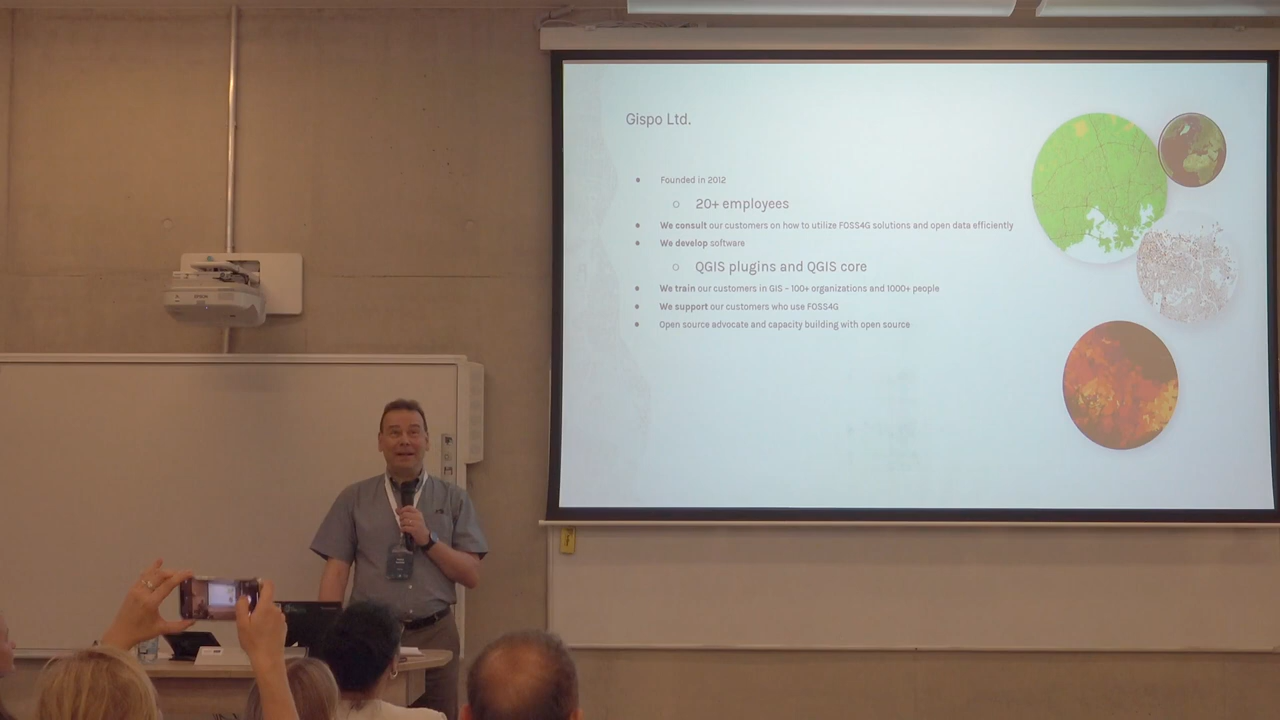 Gispo Ltd.
● Founded in 2012
○ 20+ employees
● We consult our customers on how to utilize FOSS4G solutions and open data efficiently
● We develop software
○ QGIS plugins and QGIS core
● We train our customers in GIS – 100+ organizations and 1000+ people
● We support our customers who use FOSS4G
● Open source advocate and capacity building with open source
EPSON